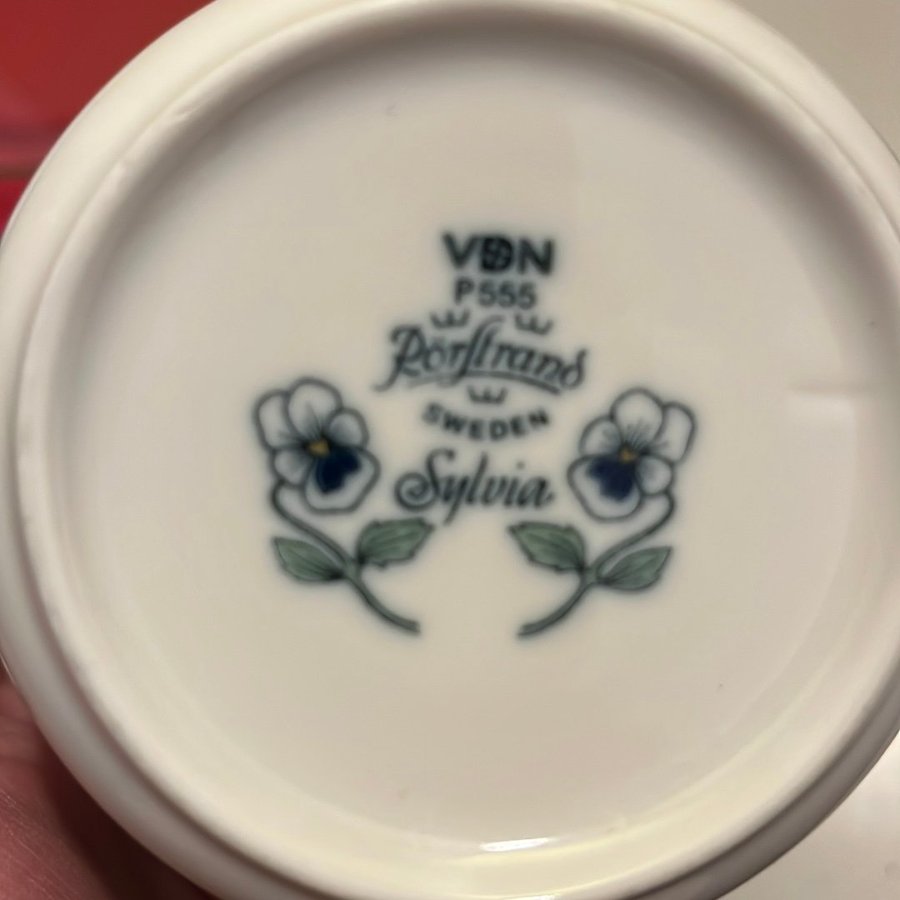 VDN
P555
Rörstrand
SWEDEN
Sylvia